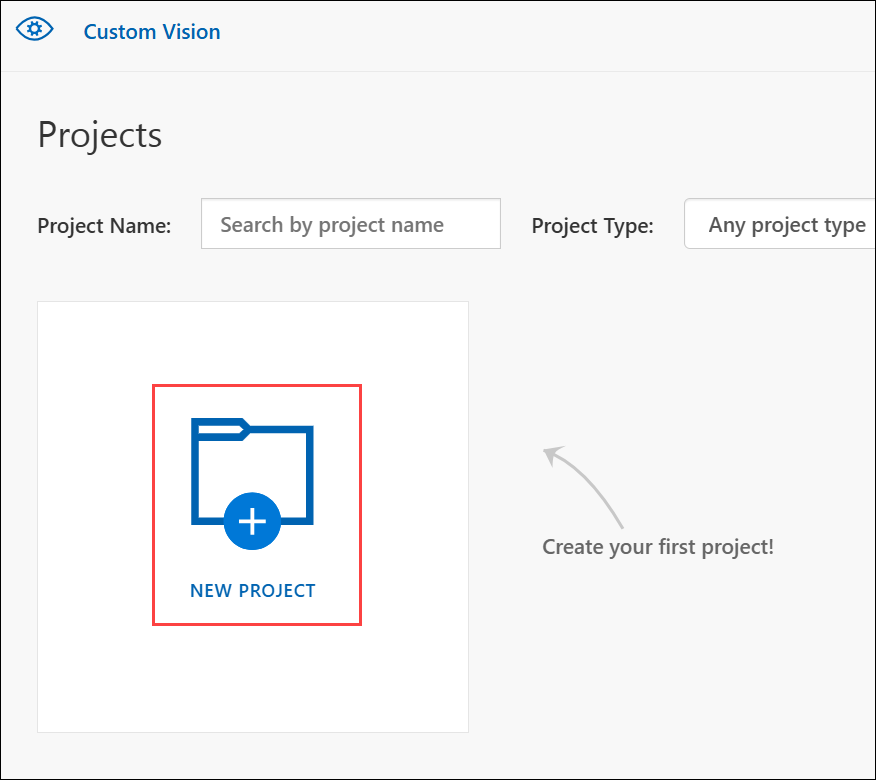 Custom Vision
Projects
Project Name: Search by project name Project Type: Any project type
NEW PROJECT
Create your first project!